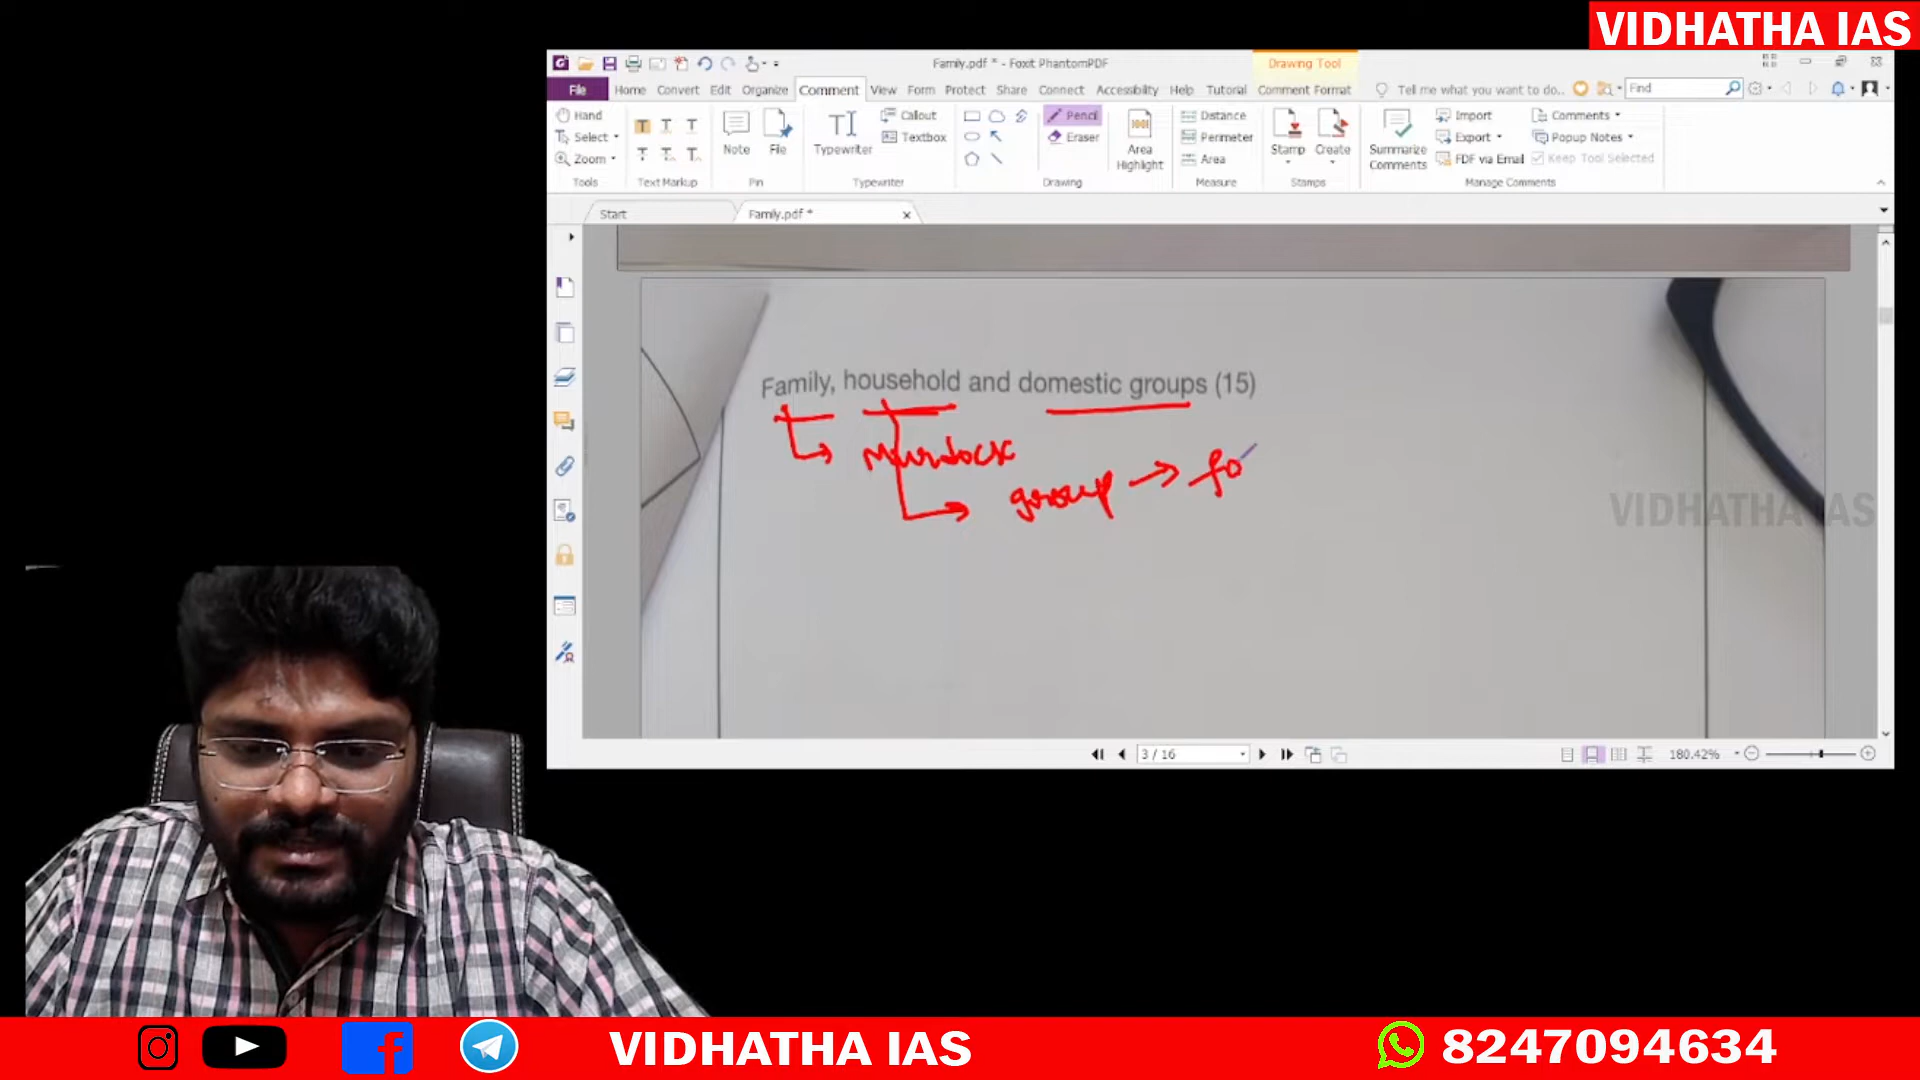 VIDHATHA IAS
Family.pdf * - Foxit PhantomPDF
Drawing Tool
File Home Convert Edit Organize Comment View Form Protect Share Connect Accessibility Help Tutorial Comment Format Tell me what you want to do.. Find
Hand
Select
Zoom
Tools
Text Markup
Note
File
Pin
Typewriter
Callout
Textbox
Typewriter
Pencil
Eraser
Area Highlight
Drawing
Distance
Perimeter
Area
Measure
Stamp
Create
Stamps
Summarize Comments
Import
Export
FDF via Email
Comments
Popup Notes
Keep Tool Selected
Manage Comments
Start Family.pdf *
Family, household and domestic groups (15)
Murdock
group → fo
VIDHATHA IAS
3 / 16
180.42%
VIDHATHA IAS 8247094634